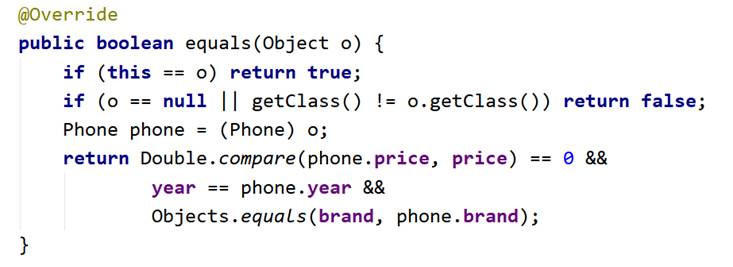 @Override
public boolean equals(Object o) {
    if (this == o) return true;
    if (o == null || getClass() != o.getClass()) return false;
    Phone phone = (Phone) o;
    return Double.compare(phone.price, price) == 0 &&
            year == phone.year &&
            Objects.equals(brand, phone.brand);
}